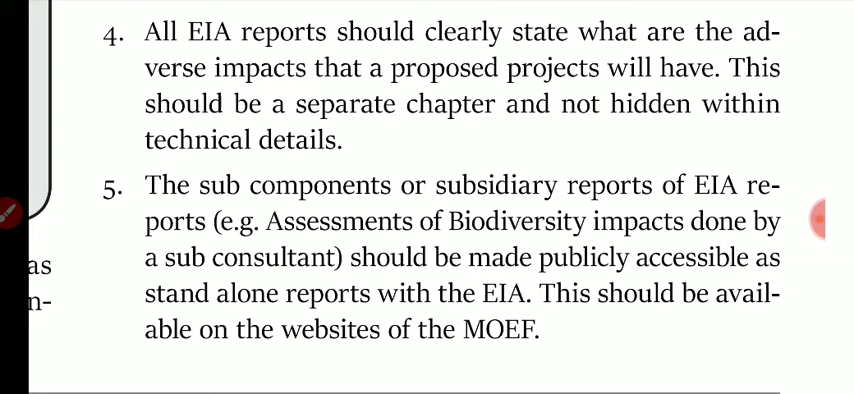 4. All EIA reports should clearly state what are the ad-
verse impacts that a proposed projects will have. This
should be a separate chapter and not hidden within
technical details.
5. The sub components or subsidiary reports of EIA re-
ports (e.g. Assessments of Biodiversity impacts done by
a sub consultant) should be made publicly accessible as
stand alone reports with the EIA. This should be avail-
able on the websites of the MOEF.
as
n-